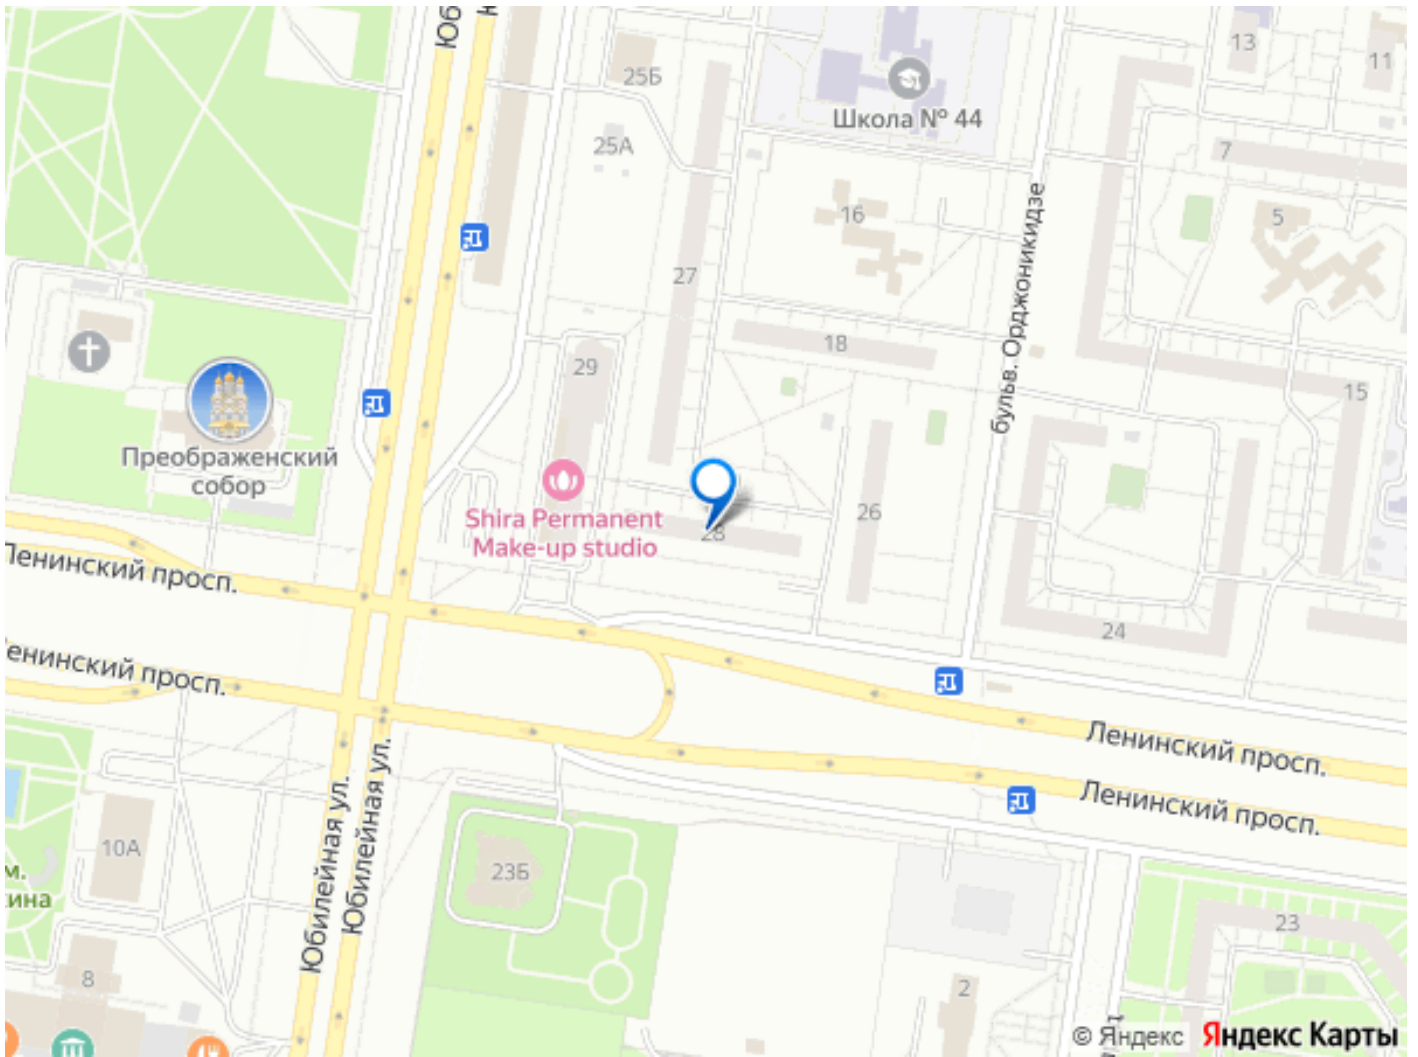 13
11
25Б
Школа № 44
25А
7
16
5
бульв. Орджоникидзе
27
18
29
15
Преображенский
собор
Shira Permanent
Make-up studio
28
26
Ленинский просп.
24
Ленинский просп.
Ленинский просп.
Юбилейная ул.
Юбилейная ул.
10А
23Б
23
8
2
© Яндекс
Яндекс Карты